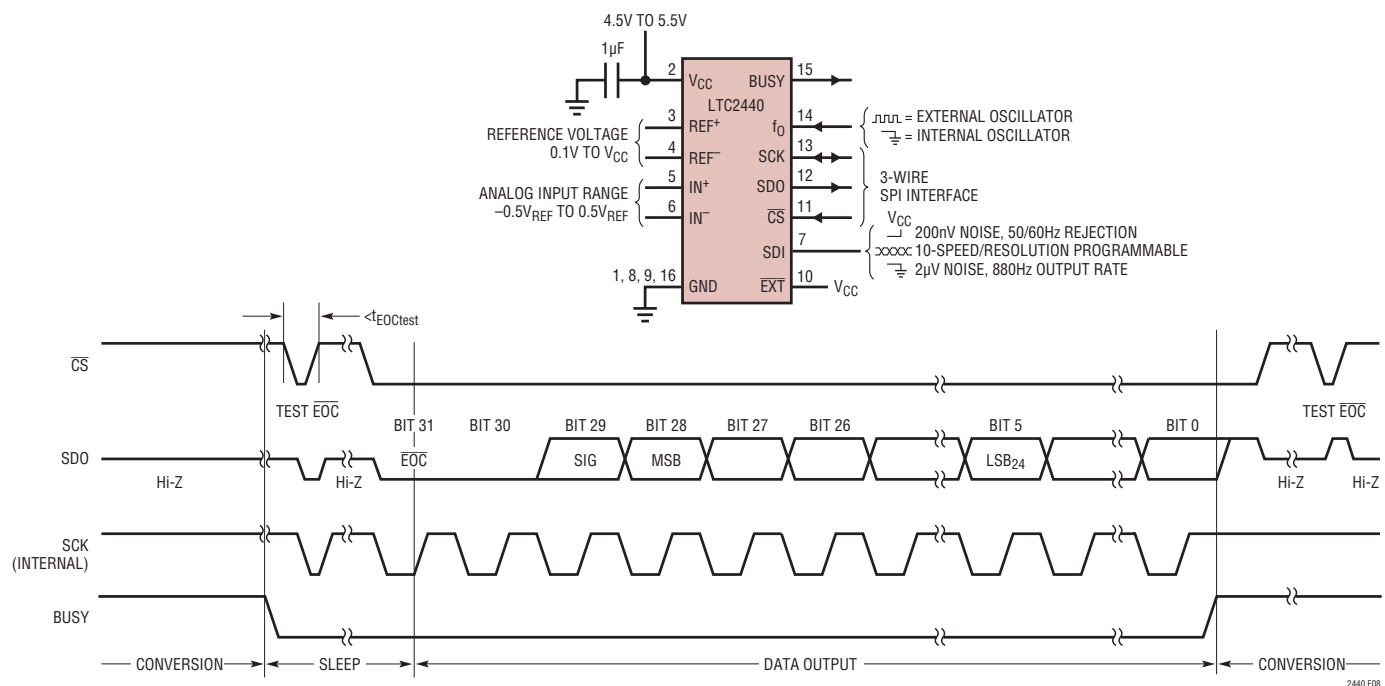 4.5V TO 5.5V
1µF
2
VCC
BUSY
15
LTC2440
3
REF+
fO
14
= EXTERNAL OSCILLATOR
= INTERNAL OSCILLATOR
REFERENCE VOLTAGE
0.1V TO VCC
4
REF–
SCK
13
5
IN+
SDO
12
3-WIRE
SPI INTERFACE
ANALOG INPUT RANGE
–0.5VREF TO 0.5VREF
6
IN–
CS
11
SDI
7
VCC
200nV NOISE, 50/60Hz REJECTION
10-SPEED/RESOLUTION PROGRAMMABLE
2µV NOISE, 880Hz OUTPUT RATE
1, 8, 9, 16
GND
EXT
10
VCC
<tEOCtest
CS
TEST EOC
TEST EOC
BIT 31
BIT 30
BIT 29
BIT 28
BIT 27
BIT 26
BIT 5
BIT 0
SDO
EOC
SIG
MSB
LSB24
Hi-Z
Hi-Z
Hi-Z
Hi-Z
SCK
(INTERNAL)
BUSY
CONVERSION
SLEEP
DATA OUTPUT
CONVERSION
2440 F08